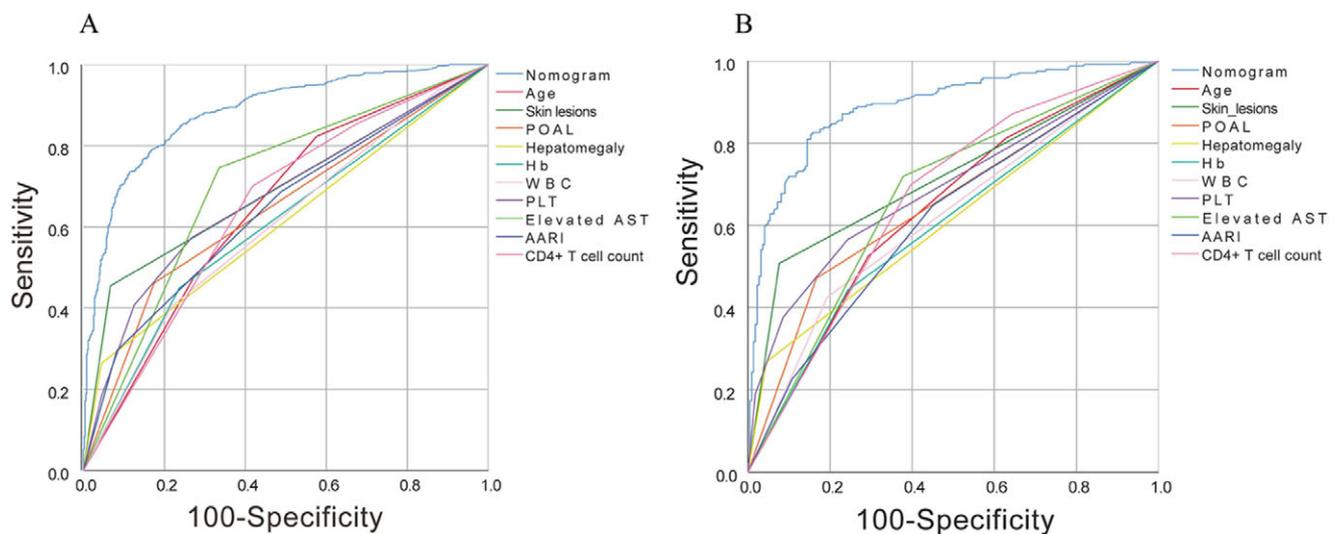 A
Sensitivity
1.0
0.8
0.6
0.4
0.2
0.0
0.0 0.2 0.4 0.6 0.8 1.0
100-Specificity
Nomogram
Age
Skin lesions
POAL
Hepatomegaly
Hb
WBC
PLT
Elevated AST
AARI
CD4+ T cell count
B
Sensitivity
1.0
0.8
0.6
0.4
0.2
0.0
0.0 0.2 0.4 0.6 0.8 1.0
100-Specificity
Nomogram
Age
Skin_lesions
POAL
Hepatomegaly
Hb
WBC
PLT
Elevated AST
AARI
CD4+ T cell count